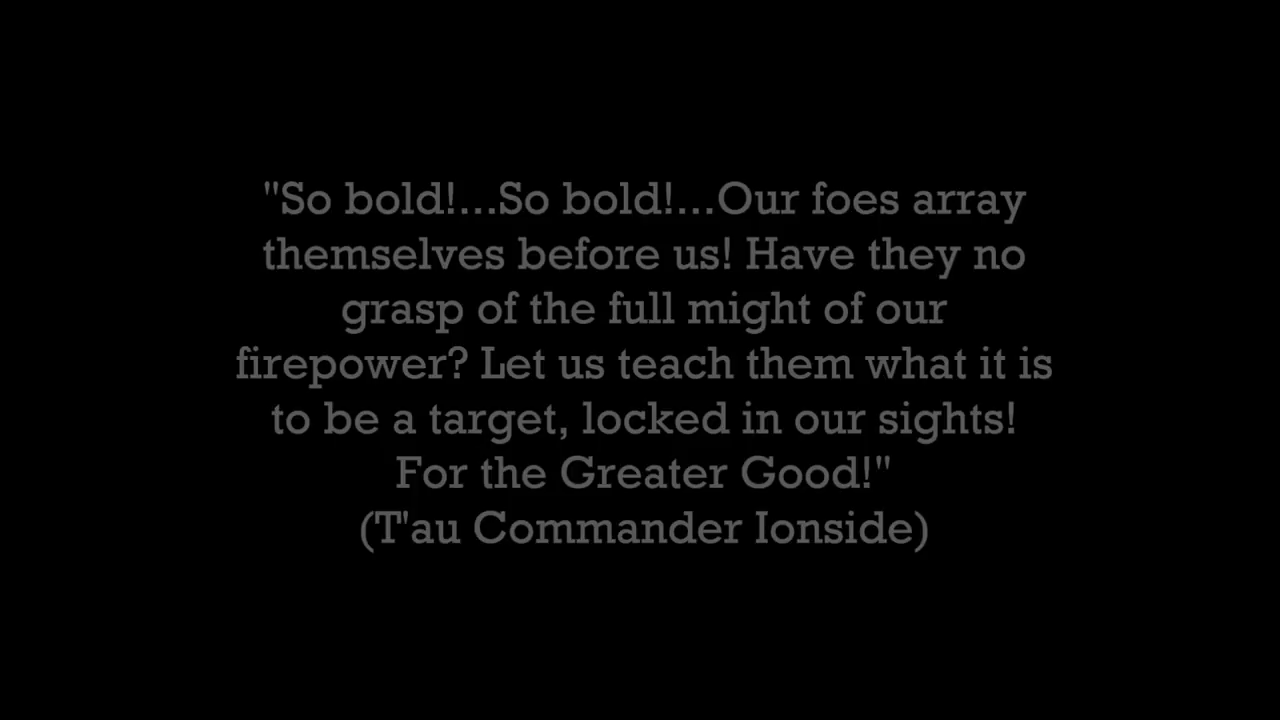 "So bold!...So bold!...Our foes array
themselves before us! Have they no
grasp of the full might of our
firepower? Let us teach them what it is
to be a target, locked in our sights!
For the Greater Good!"
(T'au Commander Ionside)